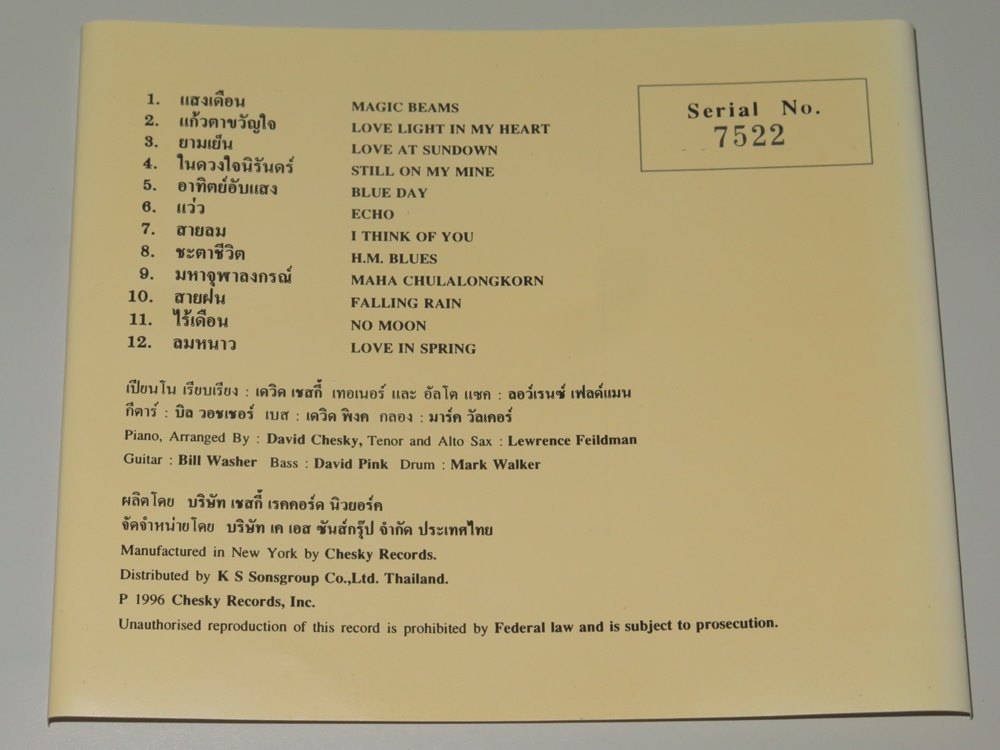 1. แสงเดือน MAGIC BEAMS
2. แก้วตาขวัญใจ LOVE LIGHT IN MY HEART
3. ยามเย็น LOVE AT SUNDOWN
4. ในดวงใจนิรันดร์ STILL ON MY MINE
5. อาทิตย์อับแสง BLUE DAY
6. แว่ว ECHO
7. สายลม I THINK OF YOU
8. ชะตาชีวิต H.M. BLUES
9. มหาจุฬาลงกรณ์ MAHA CHULALONGKORN
10. สายฝน FALLING RAIN
11. ไร้เดือน NO MOON
12. ลมหนาว LOVE IN SPRING
Serial No.
7522
เปียนโน เรียบเรียง : เดวิด เชสกี้ เทอเนอร์ และ อัลโต แซค : ลอว์เรนซ์ เฟลด์แมน
กีตาร์ : บิล วอชเชอร์ เบส : เดวิด พิงค กลอง : มาร์ค วัลเคอร์
Piano, Arranged By : David Chesky, Tenor and Alto Sax : Lewrence Feildman
Guitar : Bill Washer Bass : David Pink Drum : Mark Walker
ผลิตโดย บริษัท เชสกี้ เรคคอร์ด นิวยอร์ค
จัดจำหน่ายโดย บริษัท เค เอส ซันส์กรุ๊ป จำกัด ประเทศไทย
Manufactured in New York by Chesky Records.
Distributed by K S Sonsgroup Co.,Ltd. Thailand.
P 1996 Chesky Records, Inc.
Unauthorised reproduction of this record is prohibited by Federal law and is subject to prosecution.